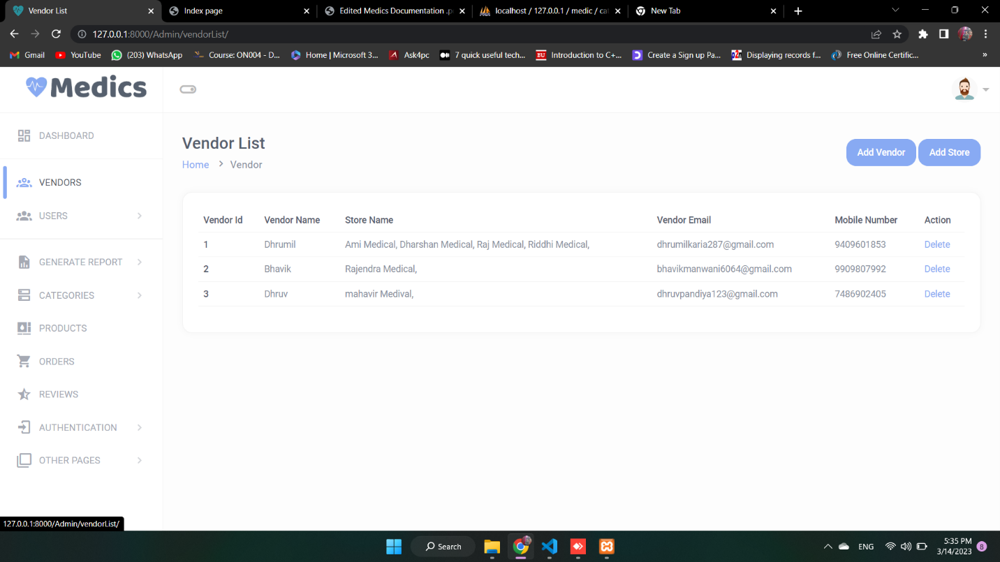 Vendor List
Index page
Edited Medics Documentation .p
localhost / 127.0.0.1 / medic / ca
New Tab
127.0.0.1:8000/Admin/vendorList/
Gmail
YouTube
(203) WhatsApp
Course: ON004 - D...
Home | Microsoft 3...
Ask4pc
7 quick useful tech...
BU
Introduction to C+...
Create a Sign up Pa...
Displaying records f...
Free Online Certific...
»
Medics
DASHBOARD
VENDORS
USERS
GENERATE REPORT
CATEGORIES
PRODUCTS
ORDERS
REVIEWS
AUTHENTICATION
OTHER PAGES
Vendor List
Home > Vendor
Add Vendor
Add Store
Vendor Id Vendor Name Store Name Vendor Email Mobile Number Action
1 Dhrumil Ami Medical, Dharshan Medical, Raj Medical, Riddhi Medical, dhrumilkaria287@gmail.com 9409601853 Delete
2 Bhavik Rajendra Medical, bhavikmanwani6064@gmail.com 9909807992 Delete
3 Dhruv mahavir Medival, dhruvpandiya123@gmail.com 7486902405 Delete
127.0.0.1:8000/Admin/vendorList/
Search
ENG
5:35 PM
3/14/2023
8